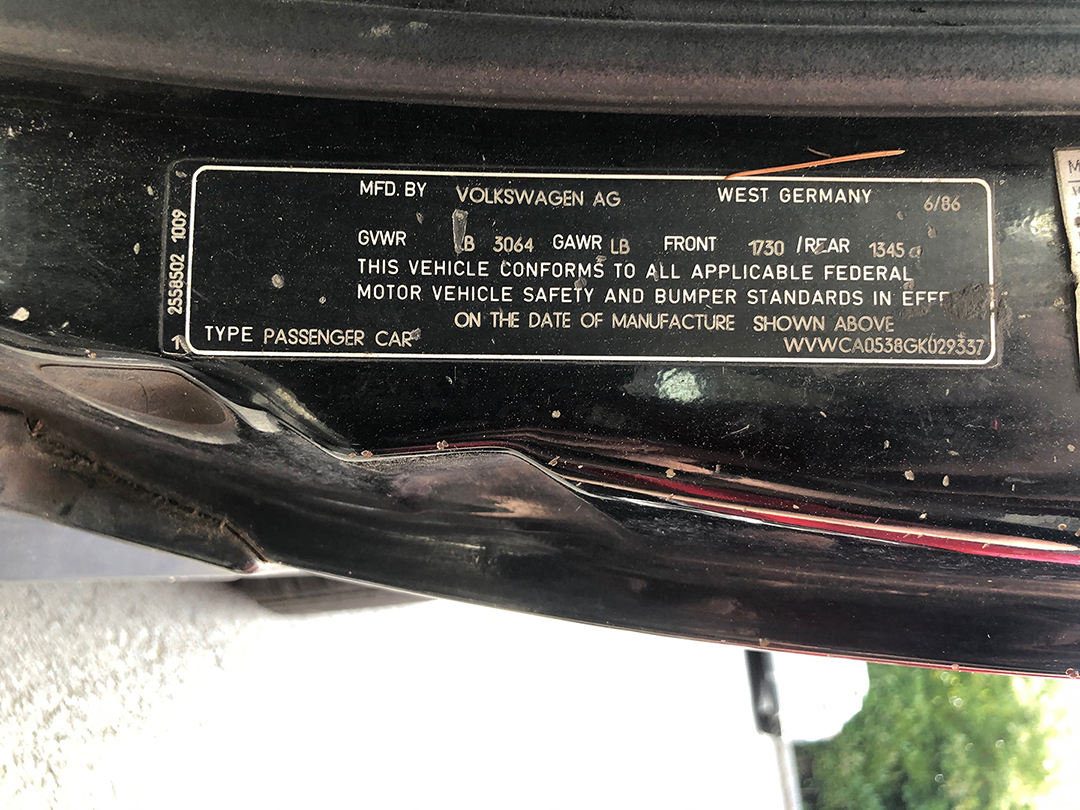 MFD. BY VOLKSWAGEN AG WEST GERMANY 6/86
GVWR LB 3064 GAWR LB FRONT 1730 /REAR 1345
THIS VEHICLE CONFORMS TO ALL APPLICABLE FEDERAL
MOTOR VEHICLE SAFETY AND BUMPER STANDARDS IN EFFE
ON THE DATE OF MANUFACTURE SHOWN ABOVE
TYPE PASSENGER CAR WVWCA0538GK029337
1 2558502 1009